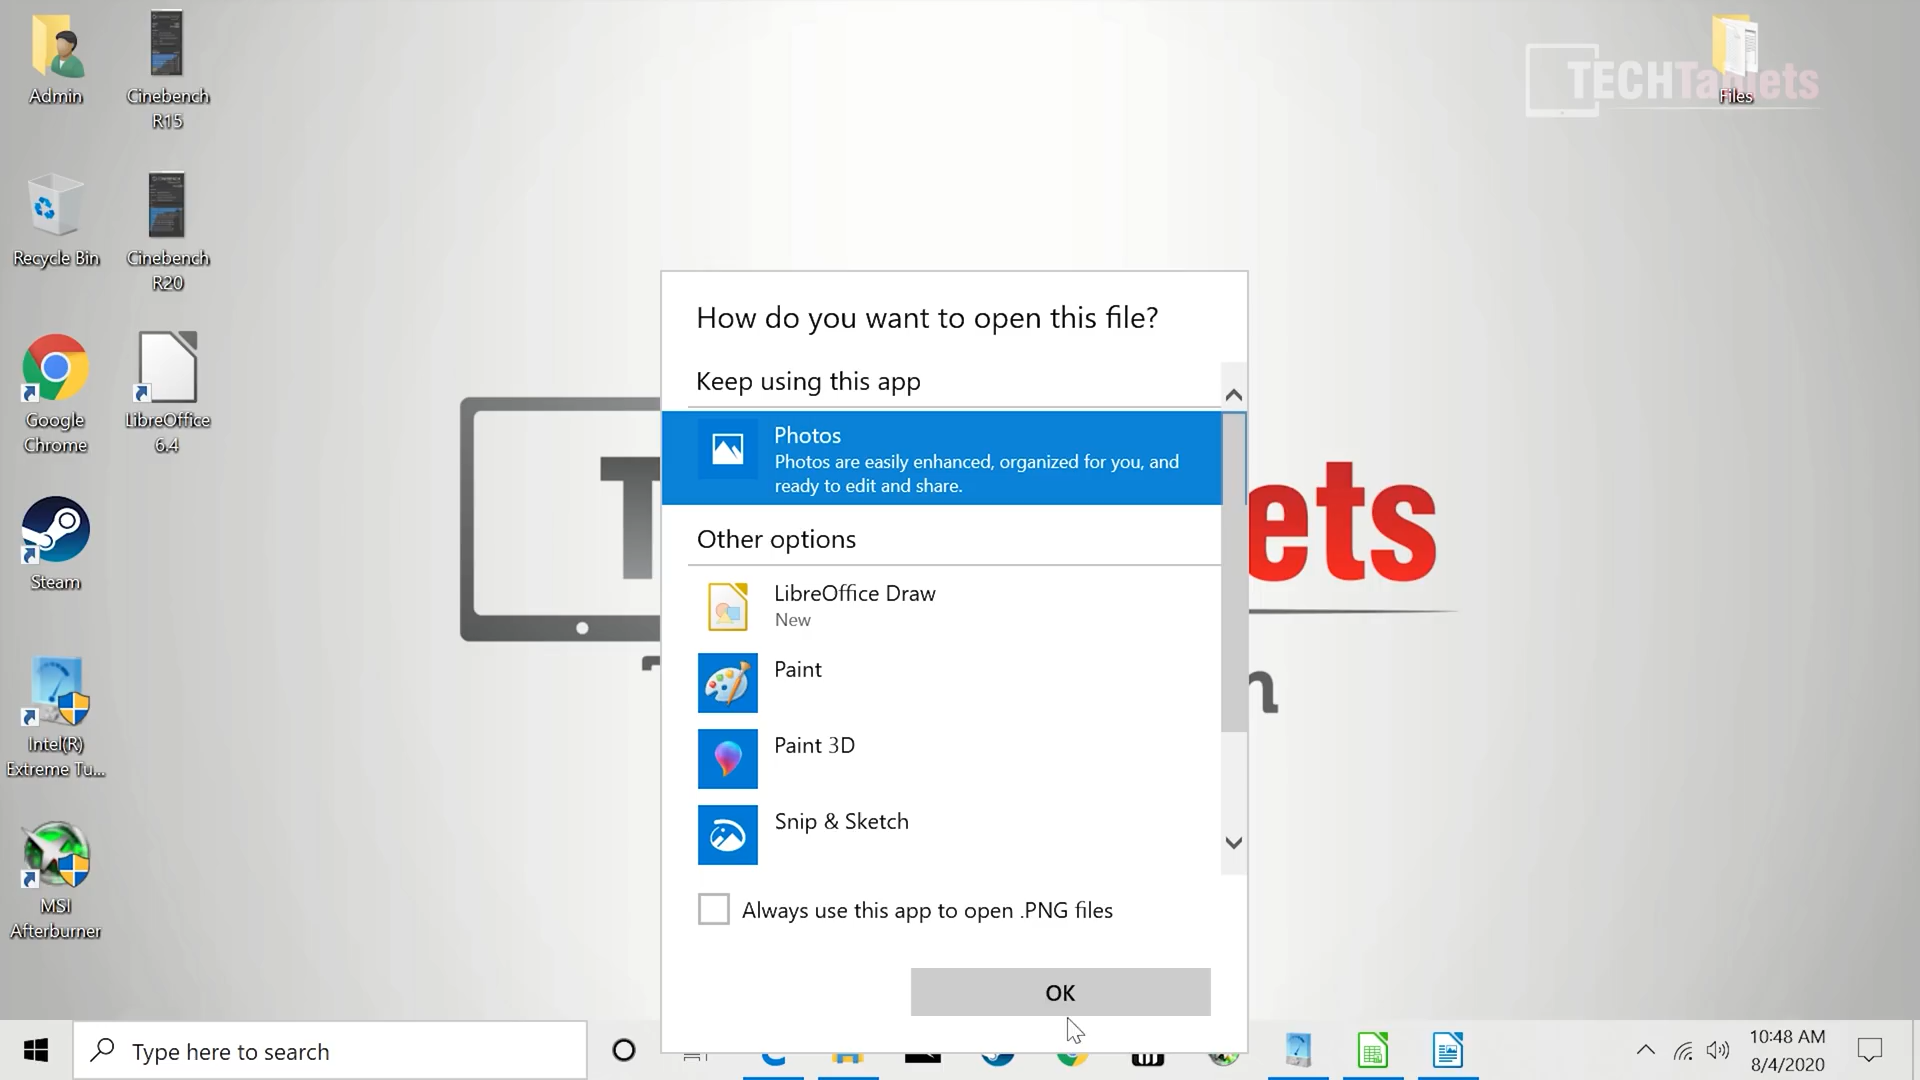 Admin
Cinebench
R15
Files
TECHTablets
Recycle Bin
Cinebench
R20
Google
Chrome
LibreOffice
6.4
Steam
Intel(R)
Extreme Tu...
MSI
Afterburner
How do you want to open this file?
Keep using this app
Photos
Photos are easily enhanced, organized for you, and
ready to edit and share.
Other options
LibreOffice Draw
New
Paint
Paint 3D
Snip & Sketch
Always use this app to open .PNG files
OK
T
ets
Type here to search
10:48 AM
8/4/2020